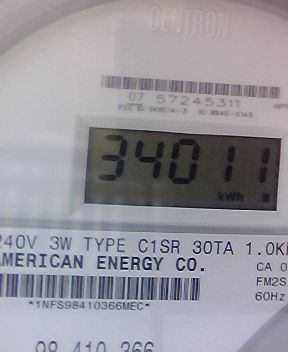 CENTRON®
07 57245311
34011
kWh
240V 3W TYPE C1SR 30TA 1.0K
AMERICAN ENERGY CO.
CA 0
FM2S
*1NFS98410366MEC*
60Hz
98 410 366